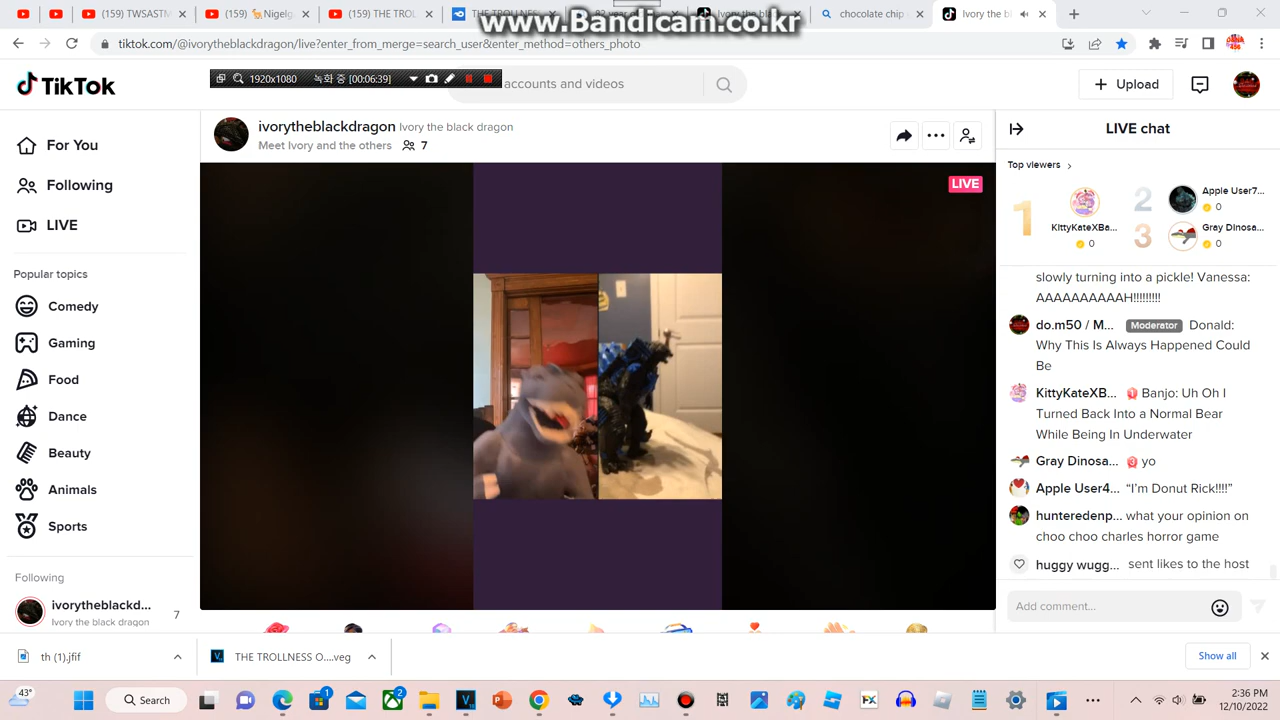 (159)
(159) TWSASTM
(159) 🐪Nigelg
(159) THE TROL
THE TROLLNES
Ivory the bl
chocolate chip
Ivory the b
www.Bandicam.co.kr
tiktok.com/@ivorytheblackdragon/live?enter_from_merge=search_user&enter_method=others_photo
TikTok
1920x1080 녹화 중 [00:06:39]
accounts and videos
Upload
For You
Following
LIVE
Popular topics
Comedy
Gaming
Food
Dance
Beauty
Animals
Sports
Following
ivorytheblackd...
Ivory the black dragon
7
ivorytheblackdragon Ivory the black dragon
Meet Ivory and the others 7
LIVE
LIVE chat
Top viewers
1
KittyKateXBa...
0
2
Apple User7...
0
3
Gray Dinosa...
0
slowly turning into a pickle! Vanessa:
AAAAAAAAAAH!!!!!!!!!
do.m50 / M... Moderator Donald:
Why This Is Always Happened Could
Be
KittyKateXB... Banjo: Uh Oh I
Turned Back Into a Normal Bear
While Being In Underwater
Gray Dinosa... yo
Apple User4... “I’m Donut Rick!!!!”
hunteredenp... what your opinion on
choo choo charles horror game
huggy wugg... sent likes to the host
Add comment...
th (1).jfif
THE TROLLNESS O....veg
Show all
43°
Search
1
2
2:36 PM
12/10/2022